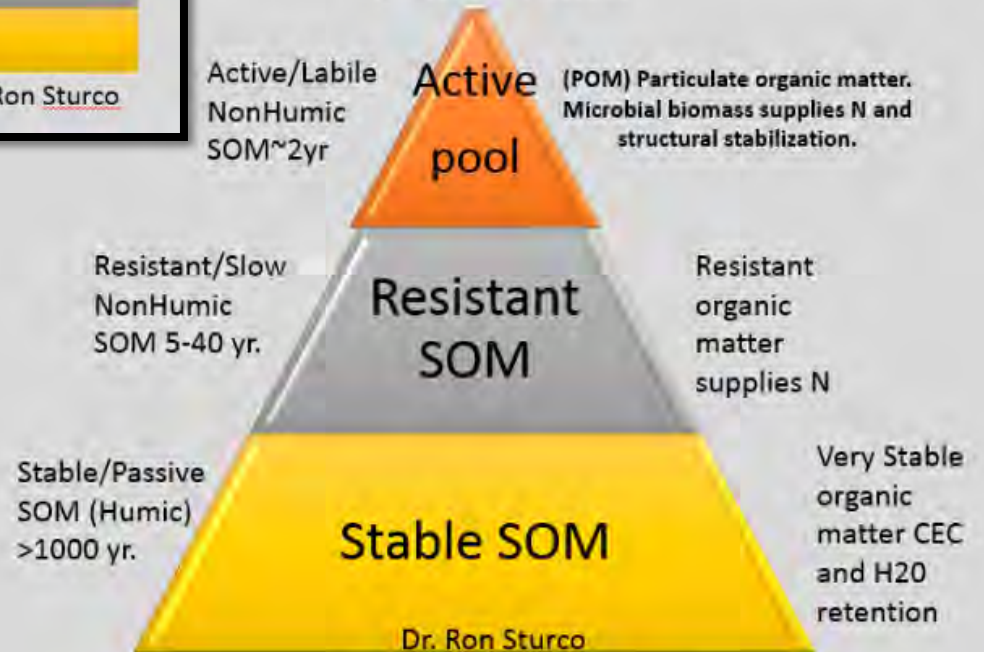 Ron Sturco
Active/Labile
NonHumic
SOM~2yr
Active
pool
(POM) Particulate organic matter.
Microbial biomass supplies N and
structural stabilization.
Resistant/Slow
NonHumic
SOM 5-40 yr.
Resistant
SOM
Resistant
organic
matter
supplies N
Stable/Passive
SOM (Humic)
>1000 yr.
Stable SOM
Very Stable
organic
matter CEC
and H20
retention
Dr. Ron Sturco